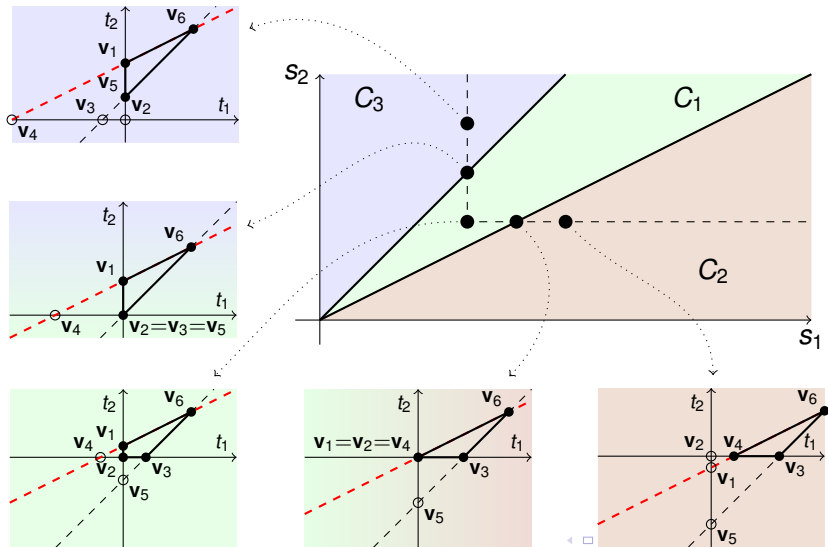 t₂
v₆
v₁
v₅
v₃
v₂
t₁
v₄
s₂
C₃
C₁
C₂
s₁
t₂
v₆
v₁
t₁
v₄
v₂=v₃=v₅
t₂
v₆
v₁
v₄
t₁
v₂
v₃
v₅
t₂
v₆
v₁=v₂=v₄
t₁
v₃
v₅
t₂
v₆
v₂
v₄
t₁
v₁
v₃
v₅